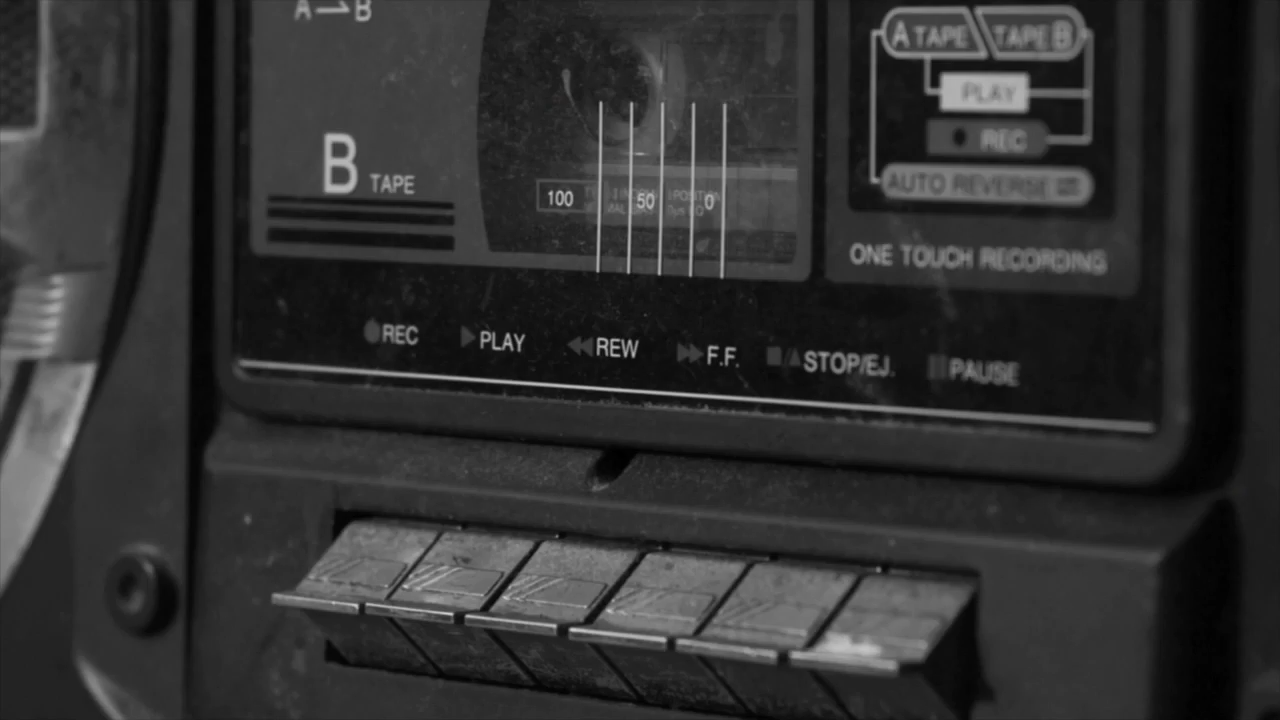 A B
B TAPE
100 50 0
A TAPE TAPE B
PLAY
REC
AUTO REVERSE
ONE TOUCH RECORDING
REC PLAY REW F.F. STOP/EJ. PAUSE